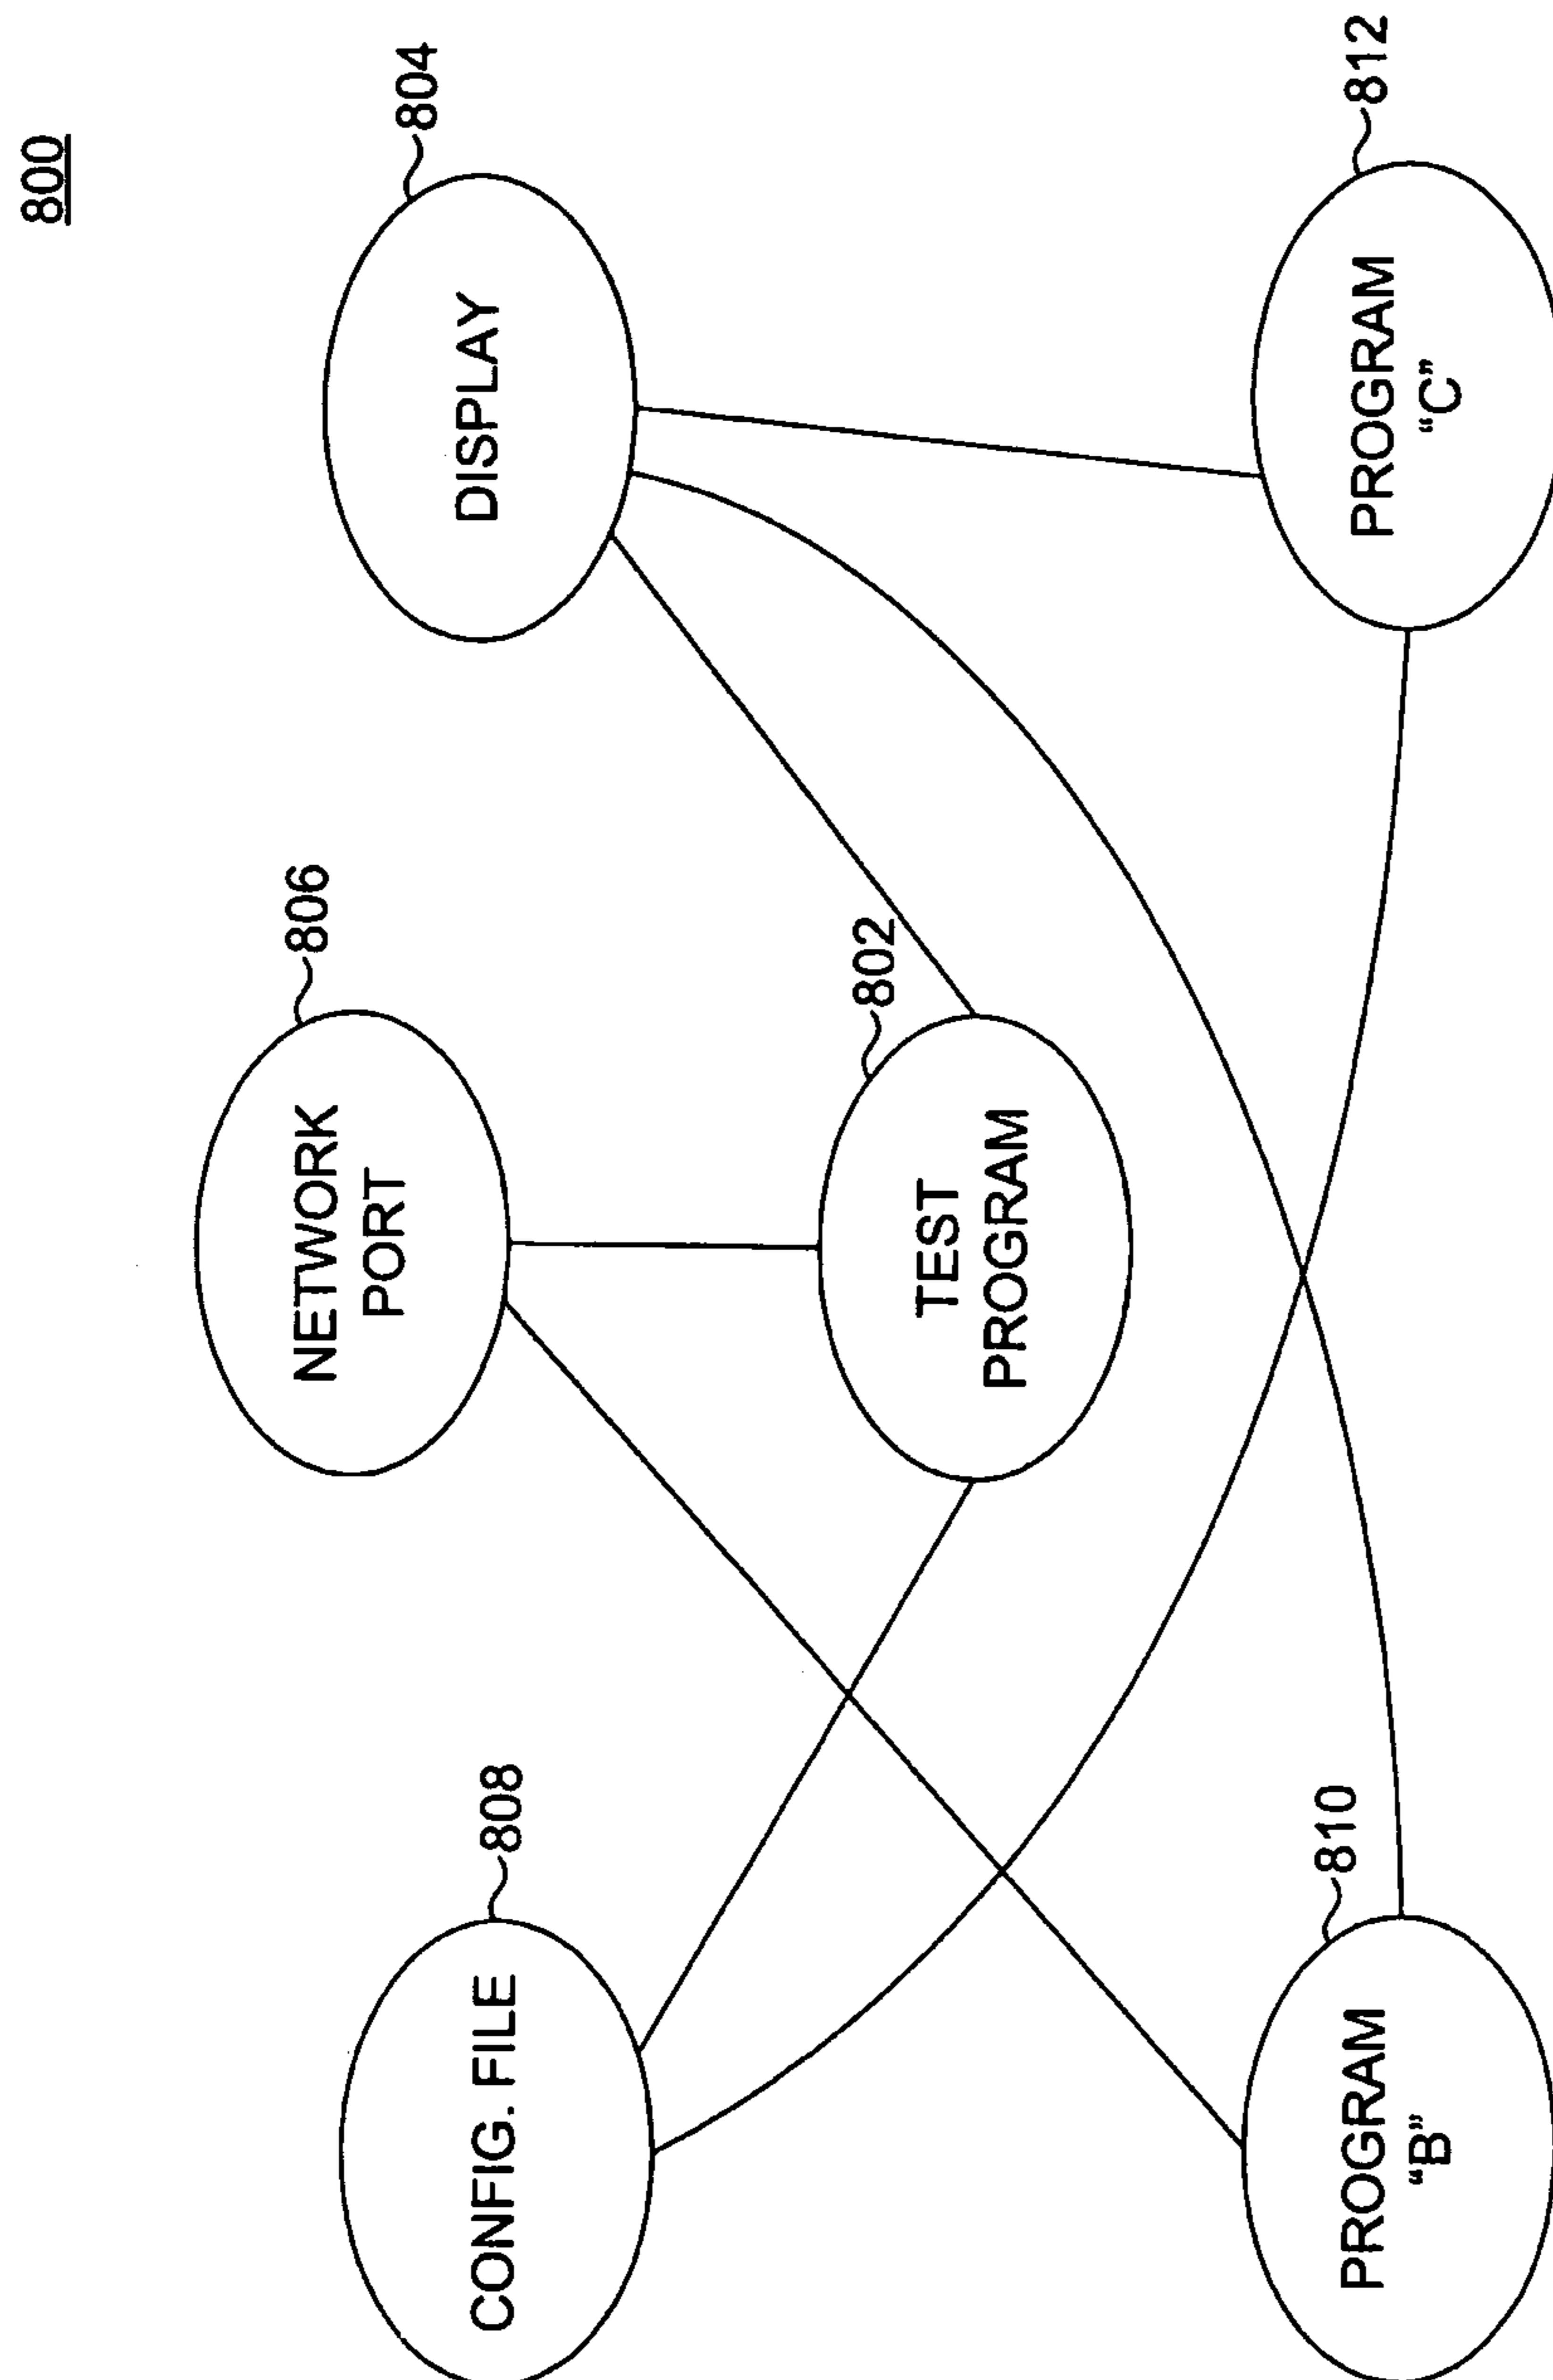 800
CONFIG. FILE
808
NETWORK
PORT
806
DISPLAY
804
TEST
PROGRAM
802
PROGRAM
“B”
810
PROGRAM
“C”
812